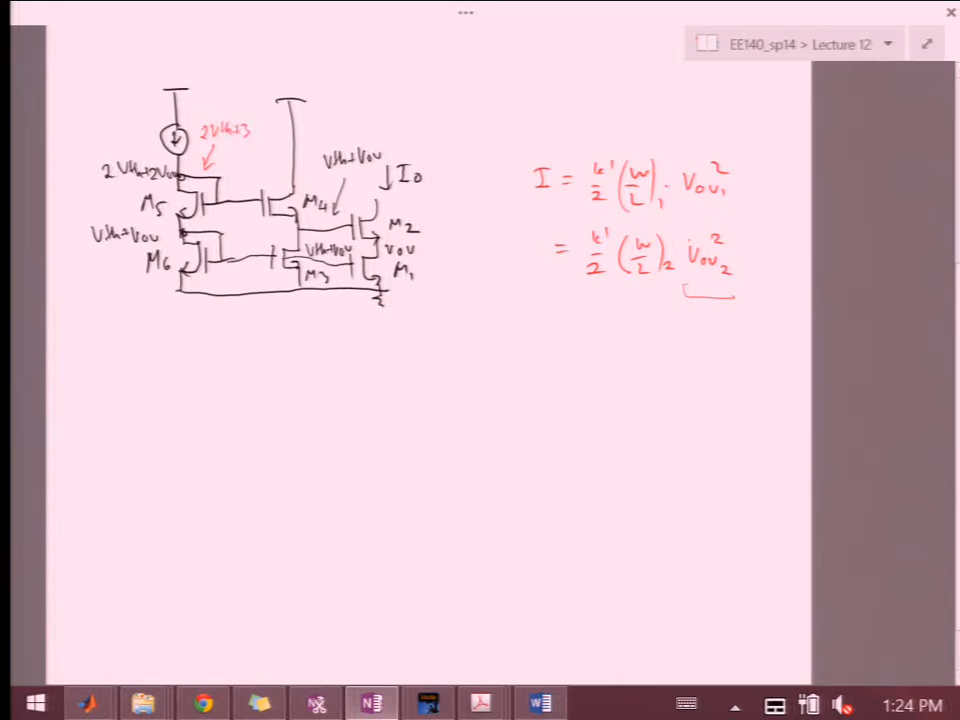 EE140_sp14 > Lecture 12
2Vth+3
2Vth+2Vov
Vth+Vov
I0
M5
M4
M2
Vth+Vov
Vth+Vov
Vov
M6
M3
M1
I = k'/2 (W/L)1 · Vov1²
= k'/2 (W/L)2 Vov2²
1:24 PM